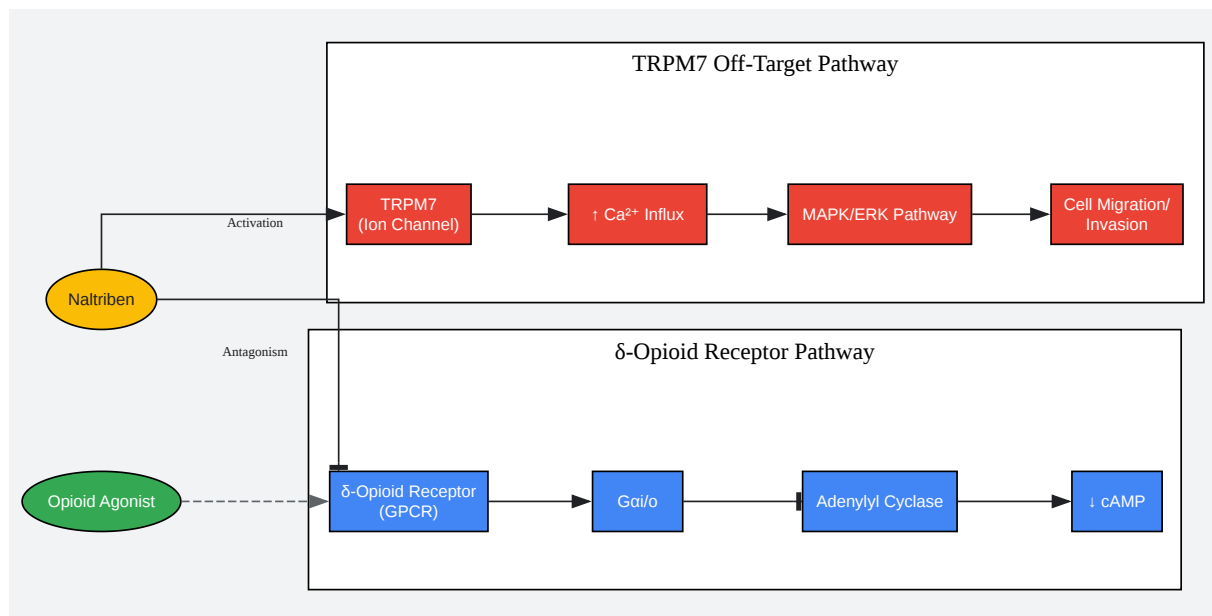 TRPM7 Off-Target Pathway
TRPM7
(Ion Channel)
↑ Ca²⁺ Influx
MAPK/ERK Pathway
Cell Migration/
Invasion
Activation
Naltriben
Antagonism
δ-Opioid Receptor Pathway
Opioid Agonist
δ-Opioid Receptor
(GPCR)
Gαi/o
Adenylyl Cyclase
↓ cAMP